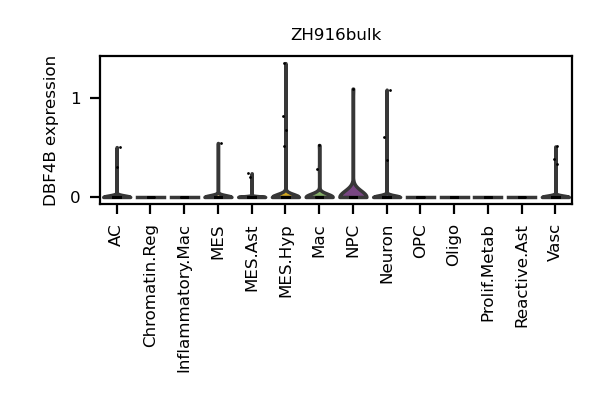 ZH916bulk
DBF4B expression
1
0
AC
Chromatin.Reg
Inflammatory.Mac
MES
MES.Ast
MES.Hyp
Mac
NPC
Neuron
OPC
Oligo
Prolif.Metab
Reactive.Ast
Vasc